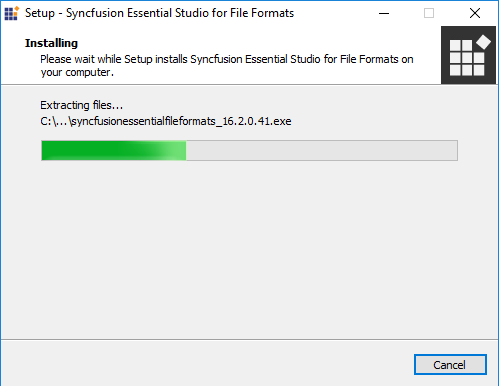 Setup - Syncfusion Essential Studio for File Formats
Installing
Please wait while Setup installs Syncfusion Essential Studio for File Formats on
your computer.
Extracting files...
C:\...\syncfusionessentialfileformats_16.2.0.41.exe
Cancel